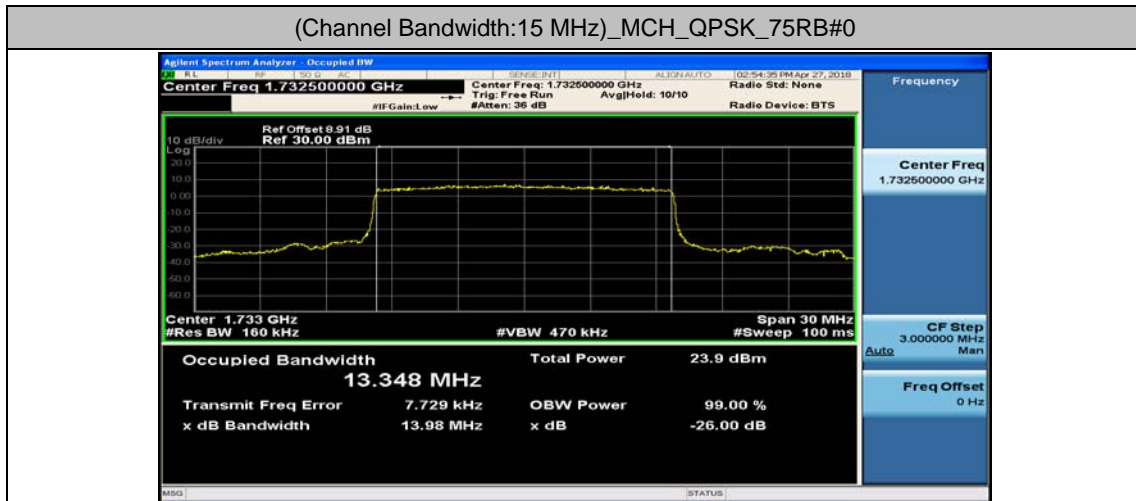 (Channel Bandwidth:15 MHz)_MCH_QPSK_75RB#0
Agilent Spectrum Analyzer - Occupied BW
LXI RL RF 50 Ω AC SENSE:INT ALIGN AUTO 02:54:35 PM Apr 27, 2018
Center Freq 1.732500000 GHz
Center Freq: 1.732500000 GHz
Radio Std: None
Trig: Free Run Avg|Hold: 10/10
#IFGain:Low #Atten: 36 dB Radio Device: BTS
Ref Offset 8.91 dB
10 dB/div Ref 30.00 dBm
Log
20.0
10.0
0.00
-10.0
-20.0
-30.0
-40.0
-50.0
-60.0
Center 1.733 GHz Span 30 MHz
#Res BW 160 kHz #VBW 470 kHz #Sweep 100 ms
Occupied Bandwidth Total Power 23.9 dBm
13.348 MHz
Transmit Freq Error 7.729 kHz OBW Power 99.00 %
x dB Bandwidth 13.98 MHz x dB -26.00 dB
MSG STATUS
Frequency
Center Freq
1.732500000 GHz
CF Step
3.000000 MHz
Auto Man
Freq Offset
0 Hz